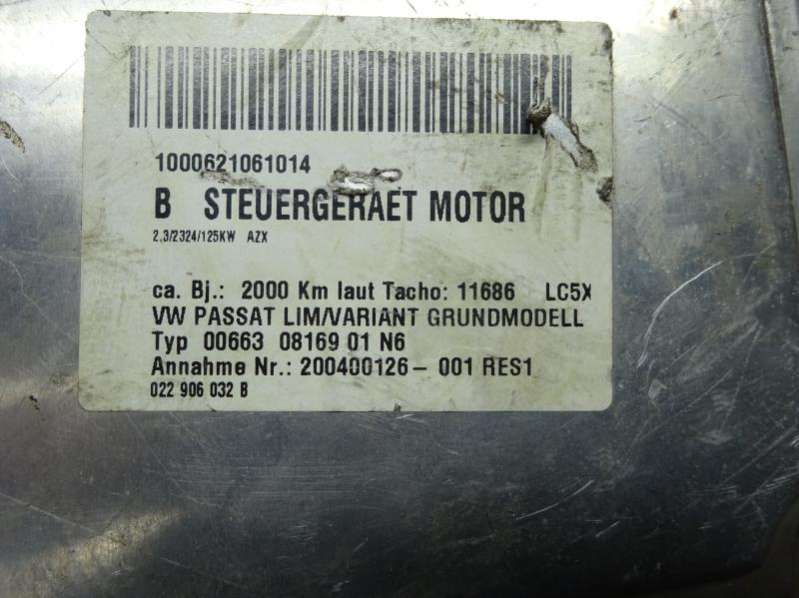 1000621061014
B STEUERGERAET MOTOR
2,3/2324/125KW AZX
ca. Bj.: 2000 Km laut Tacho: 11686 LC5X
VW PASSAT LIM/VARIANT GRUNDMODELL
Typ 00663 08169 01 N6
Annahme Nr.: 200400126- 001 RES1
022 906 032 B